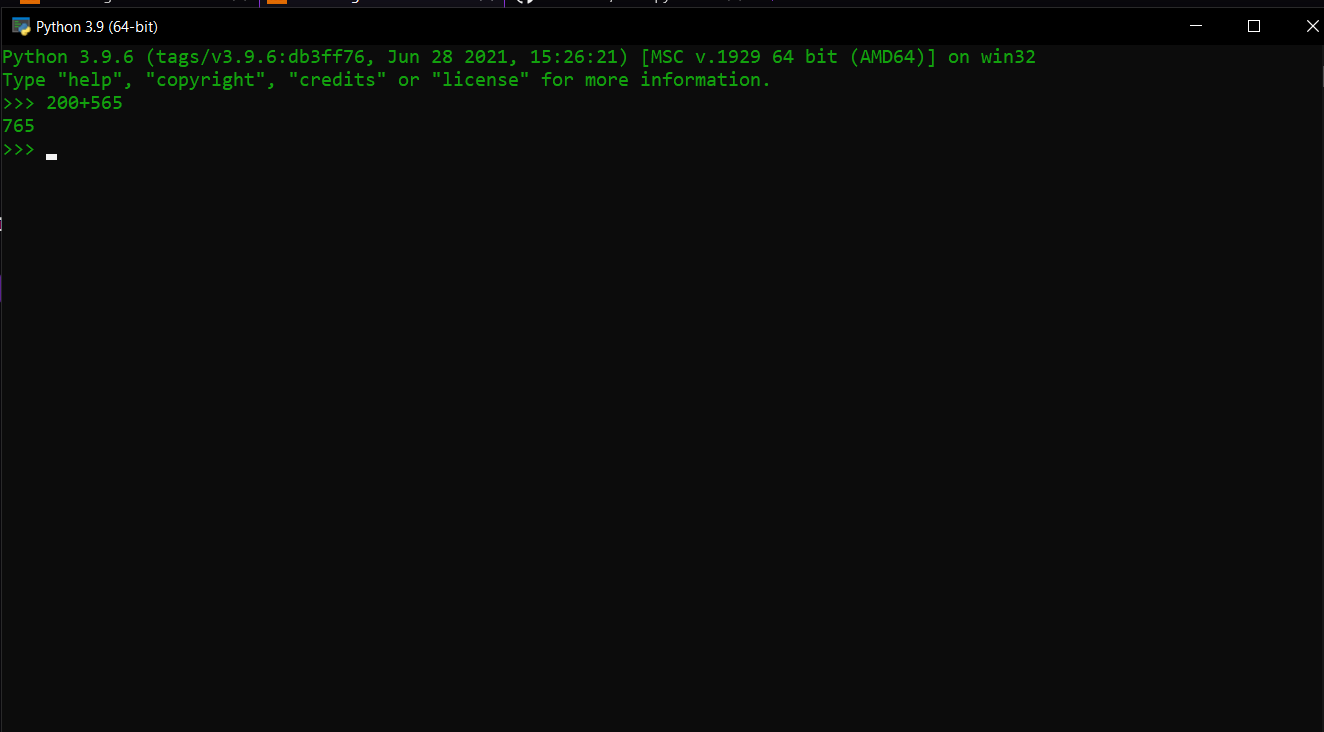 Python 3.9 (64-bit)
Python 3.9.6 (tags/v3.9.6:db3ff76, Jun 28 2021, 15:26:21) [MSC v.1929 64 bit (AMD64)] on win32
Type "help", "copyright", "credits" or "license" for more information.
>>> 200+565
765
>>>